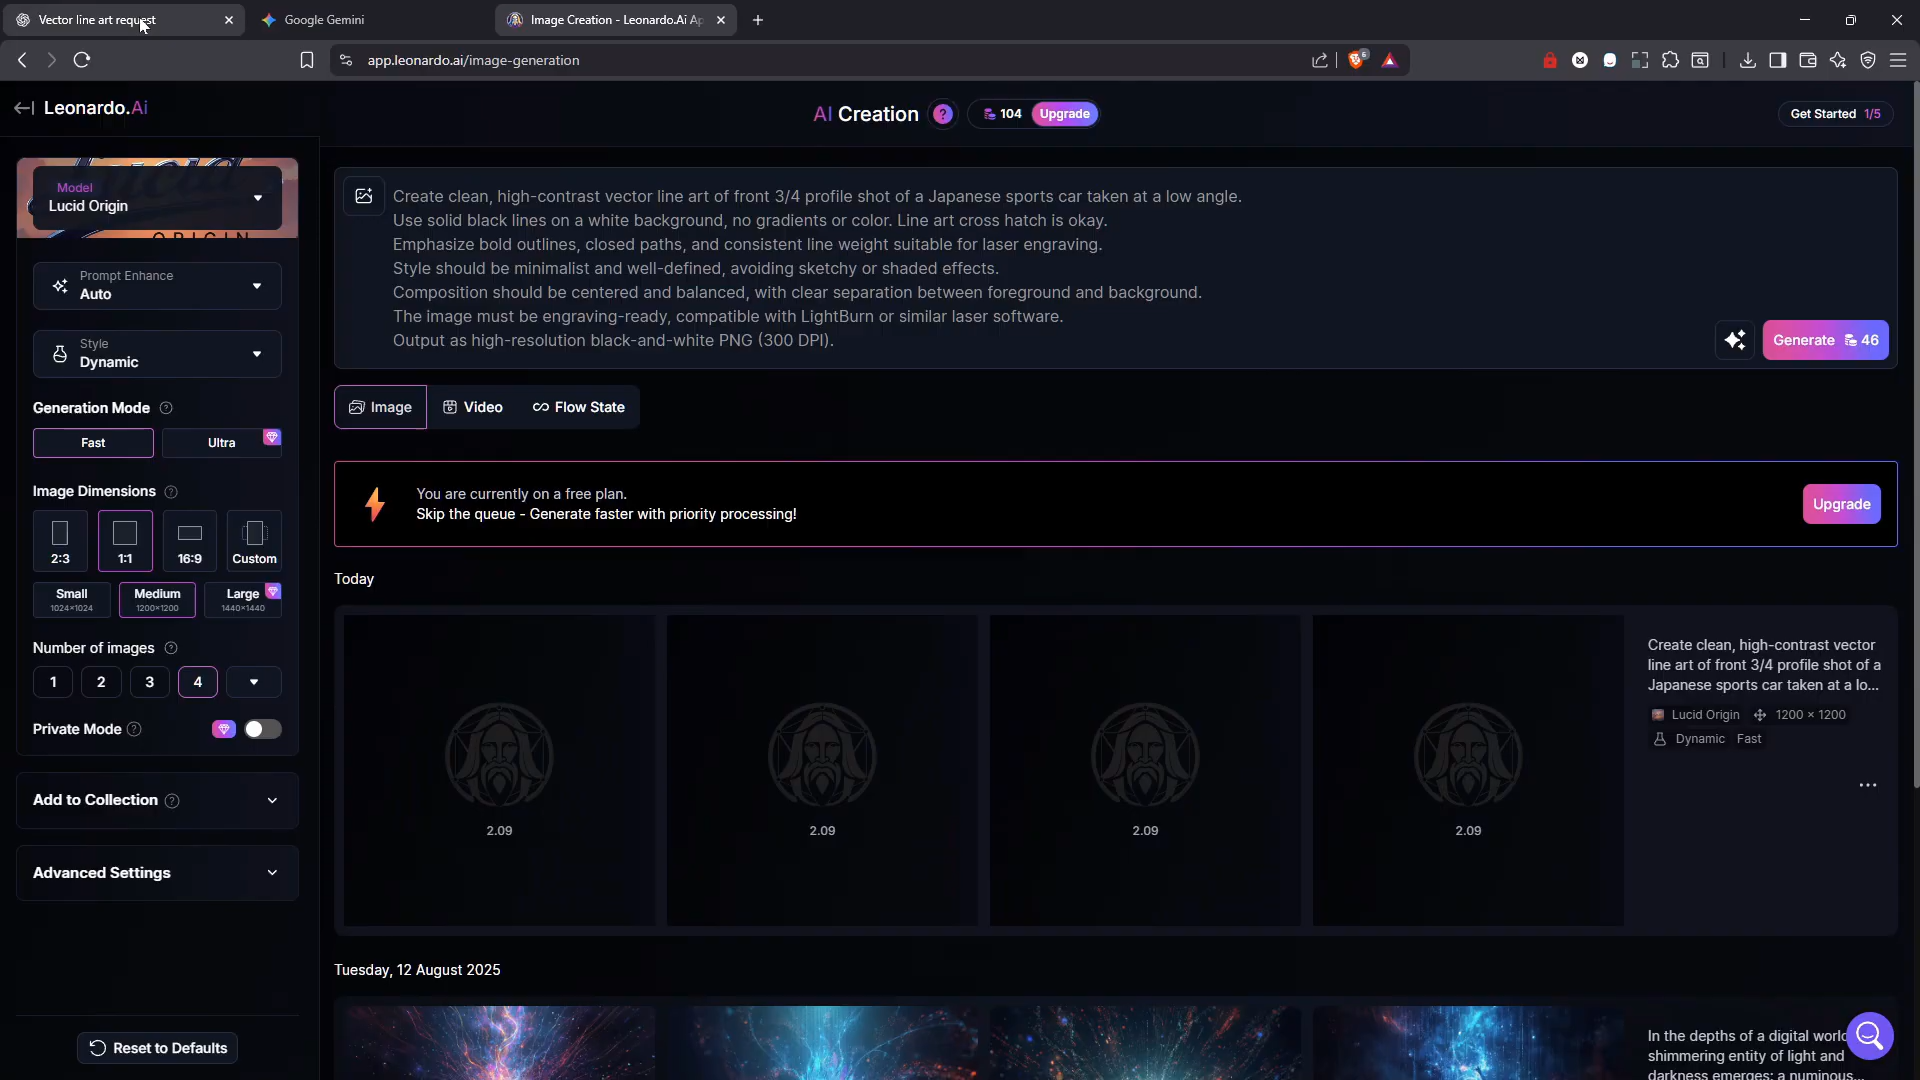 Vector line art request
Google Gemini
Image Creation - Leonardo.Ai Ap
app.leonardo.ai/image-generation
6
Leonardo.Ai
AI Creation
?
104
Upgrade
Get Started 1/5
Model
Lucid Origin
Prompt Enhance
Auto
Style
Dynamic
Generation Mode
Fast
Ultra
Image Dimensions
2:3
1:1
16:9
Custom
Small
1024×1024
Medium
1200×1200
Large
1440×1440
Number of images
1
2
3
4
Private Mode
Add to Collection
Advanced Settings
Reset to Defaults
Create clean, high-contrast vector line art of front 3/4 profile shot of a Japanese sports car taken at a low angle.
Use solid black lines on a white background, no gradients or color. Line art cross hatch is okay.
Emphasize bold outlines, closed paths, and consistent line weight suitable for laser engraving.
Style should be minimalist and well-defined, avoiding sketchy or shaded effects.
Composition should be centered and balanced, with clear separation between foreground and background.
The image must be engraving-ready, compatible with LightBurn or similar laser software.
Output as high-resolution black-and-white PNG (300 DPI).
Generate 46
Image
Video
Flow State
You are currently on a free plan.
Skip the queue - Generate faster with priority processing!
Upgrade
Today
2.09
2.09
2.09
2.09
Create clean, high-contrast vector
line art of front 3/4 profile shot of a
Japanese sports car taken at a lo...
Lucid Origin 1200 × 1200
Dynamic Fast
Tuesday, 12 August 2025
In the depths of a digital world
shimmering entity of light and
darkness emerges: a numinous...